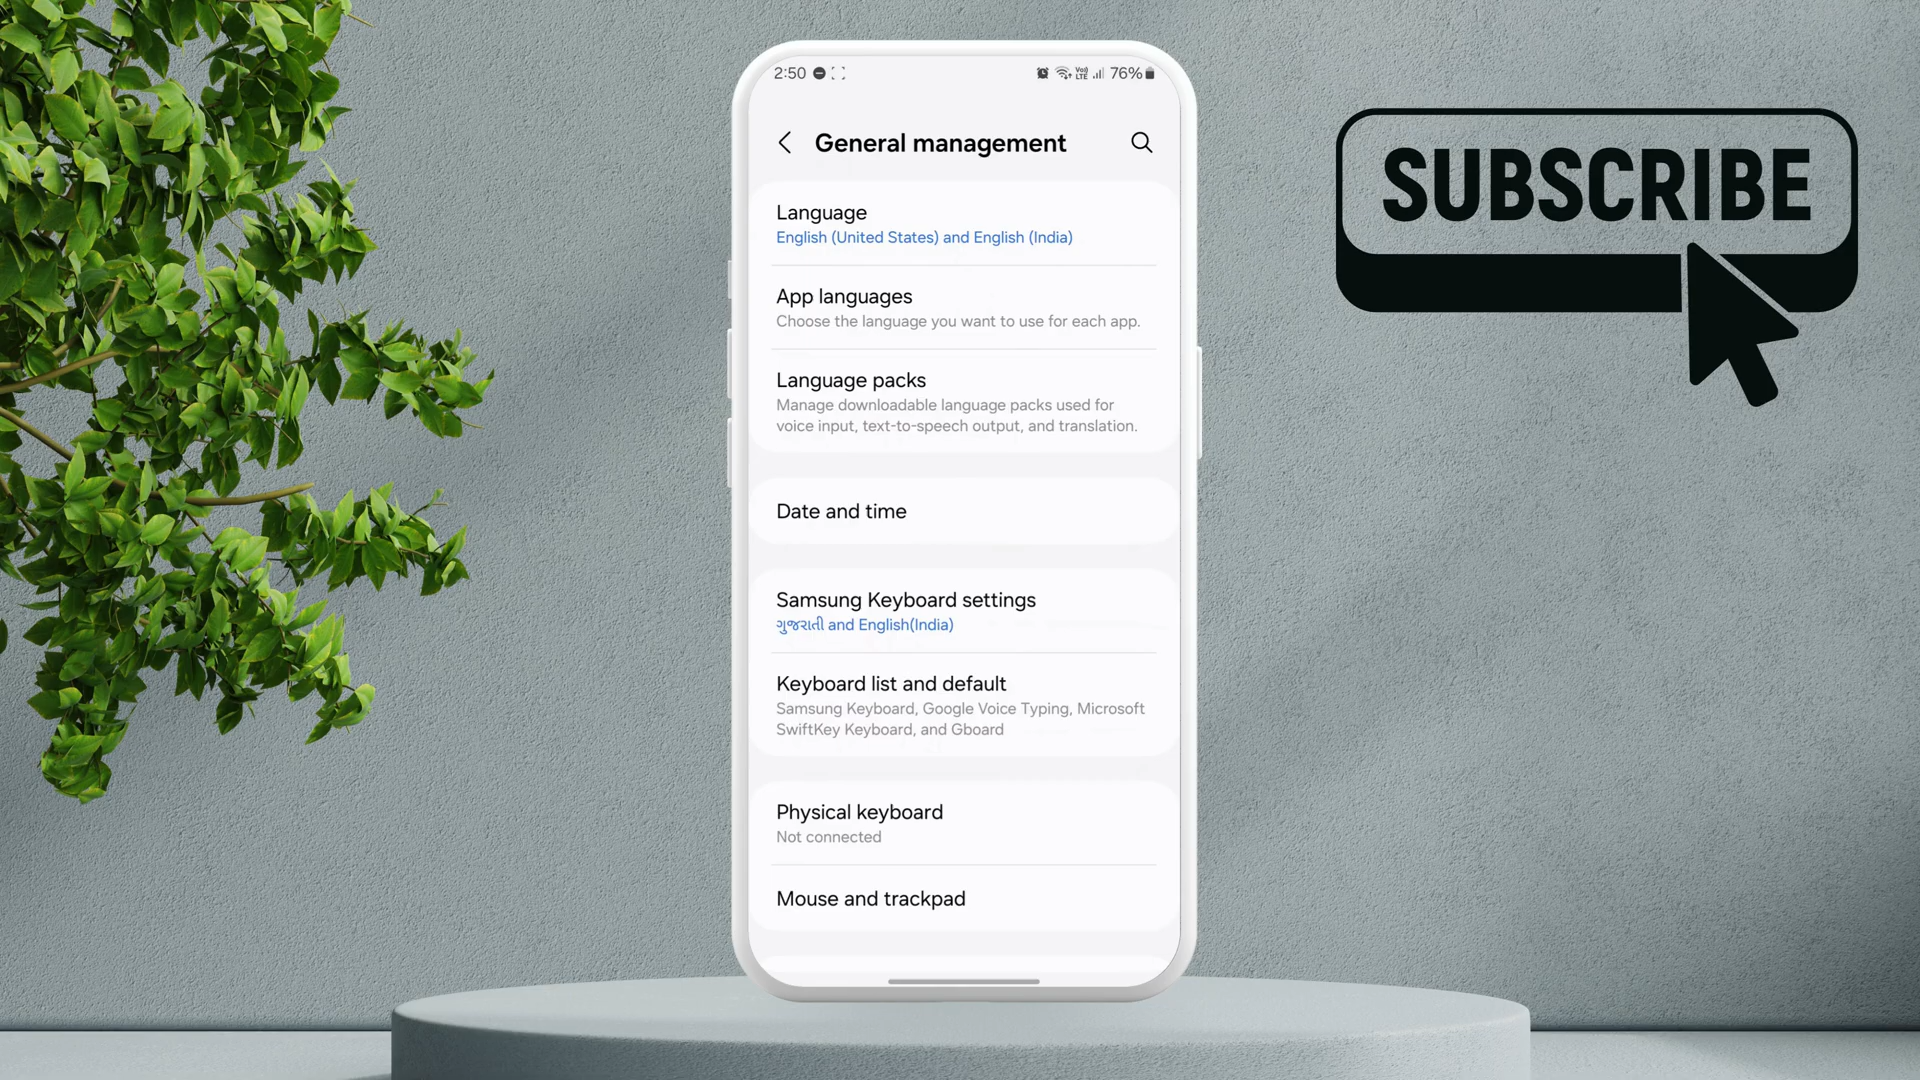 2:50
76%
General management
SUBSCRIBE
Language
English (United States) and English (India)
App languages
Choose the language you want to use for each app.
Language packs
Manage downloadable language packs used for
voice input, text-to-speech output, and translation.
Date and time
Samsung Keyboard settings
ગુજરાતી and English(India)
Keyboard list and default
Samsung Keyboard, Google Voice Typing, Microsoft
SwiftKey Keyboard, and Gboard
Physical keyboard
Not connected
Mouse and trackpad